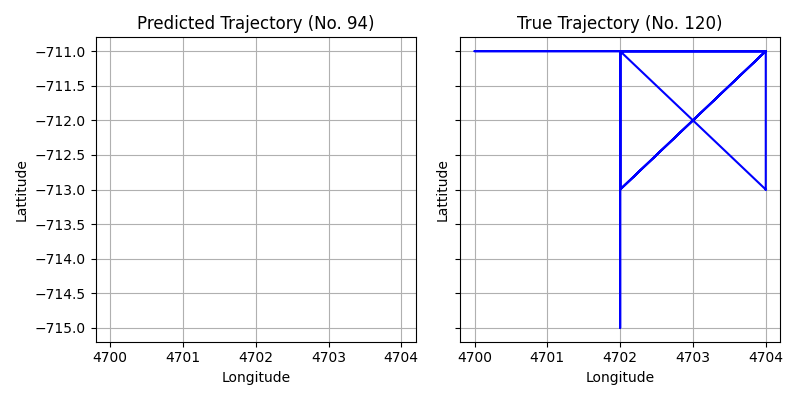 Predicted Trajectory (No. 94)
True Trajectory (No. 120)
−711.0
−711.5
−712.0
−712.5
−713.0
−713.5
−714.0
−714.5
−715.0
Lattitude
Lattitude
4700 4701 4702 4703 4704
4700 4701 4702 4703 4704
Longitude
Longitude